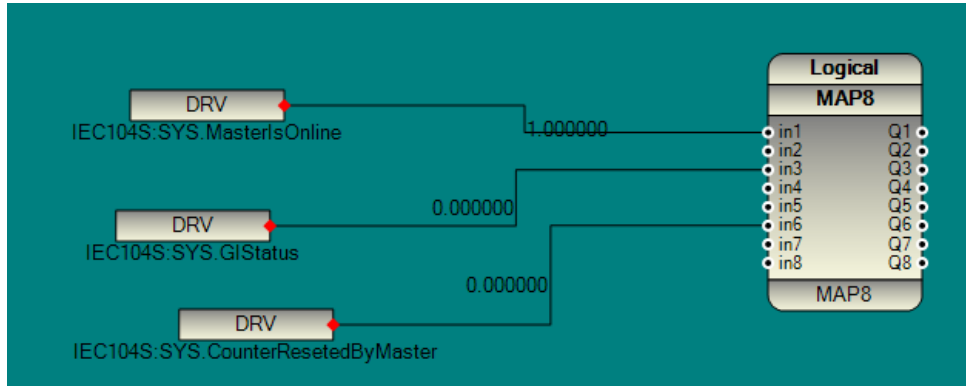 Logical
MAP8
DRV
IEC104S:SYS.MasterIsOnline
1.000000
in1 Q1
in2 Q2
in3 Q3
in4 Q4
in5 Q5
in6 Q6
in7 Q7
in8 Q8
MAP8
DRV
IEC104S:SYS.GIStatus
0.000000
DRV
IEC104S:SYS.CounterResetedByMaster
0.000000